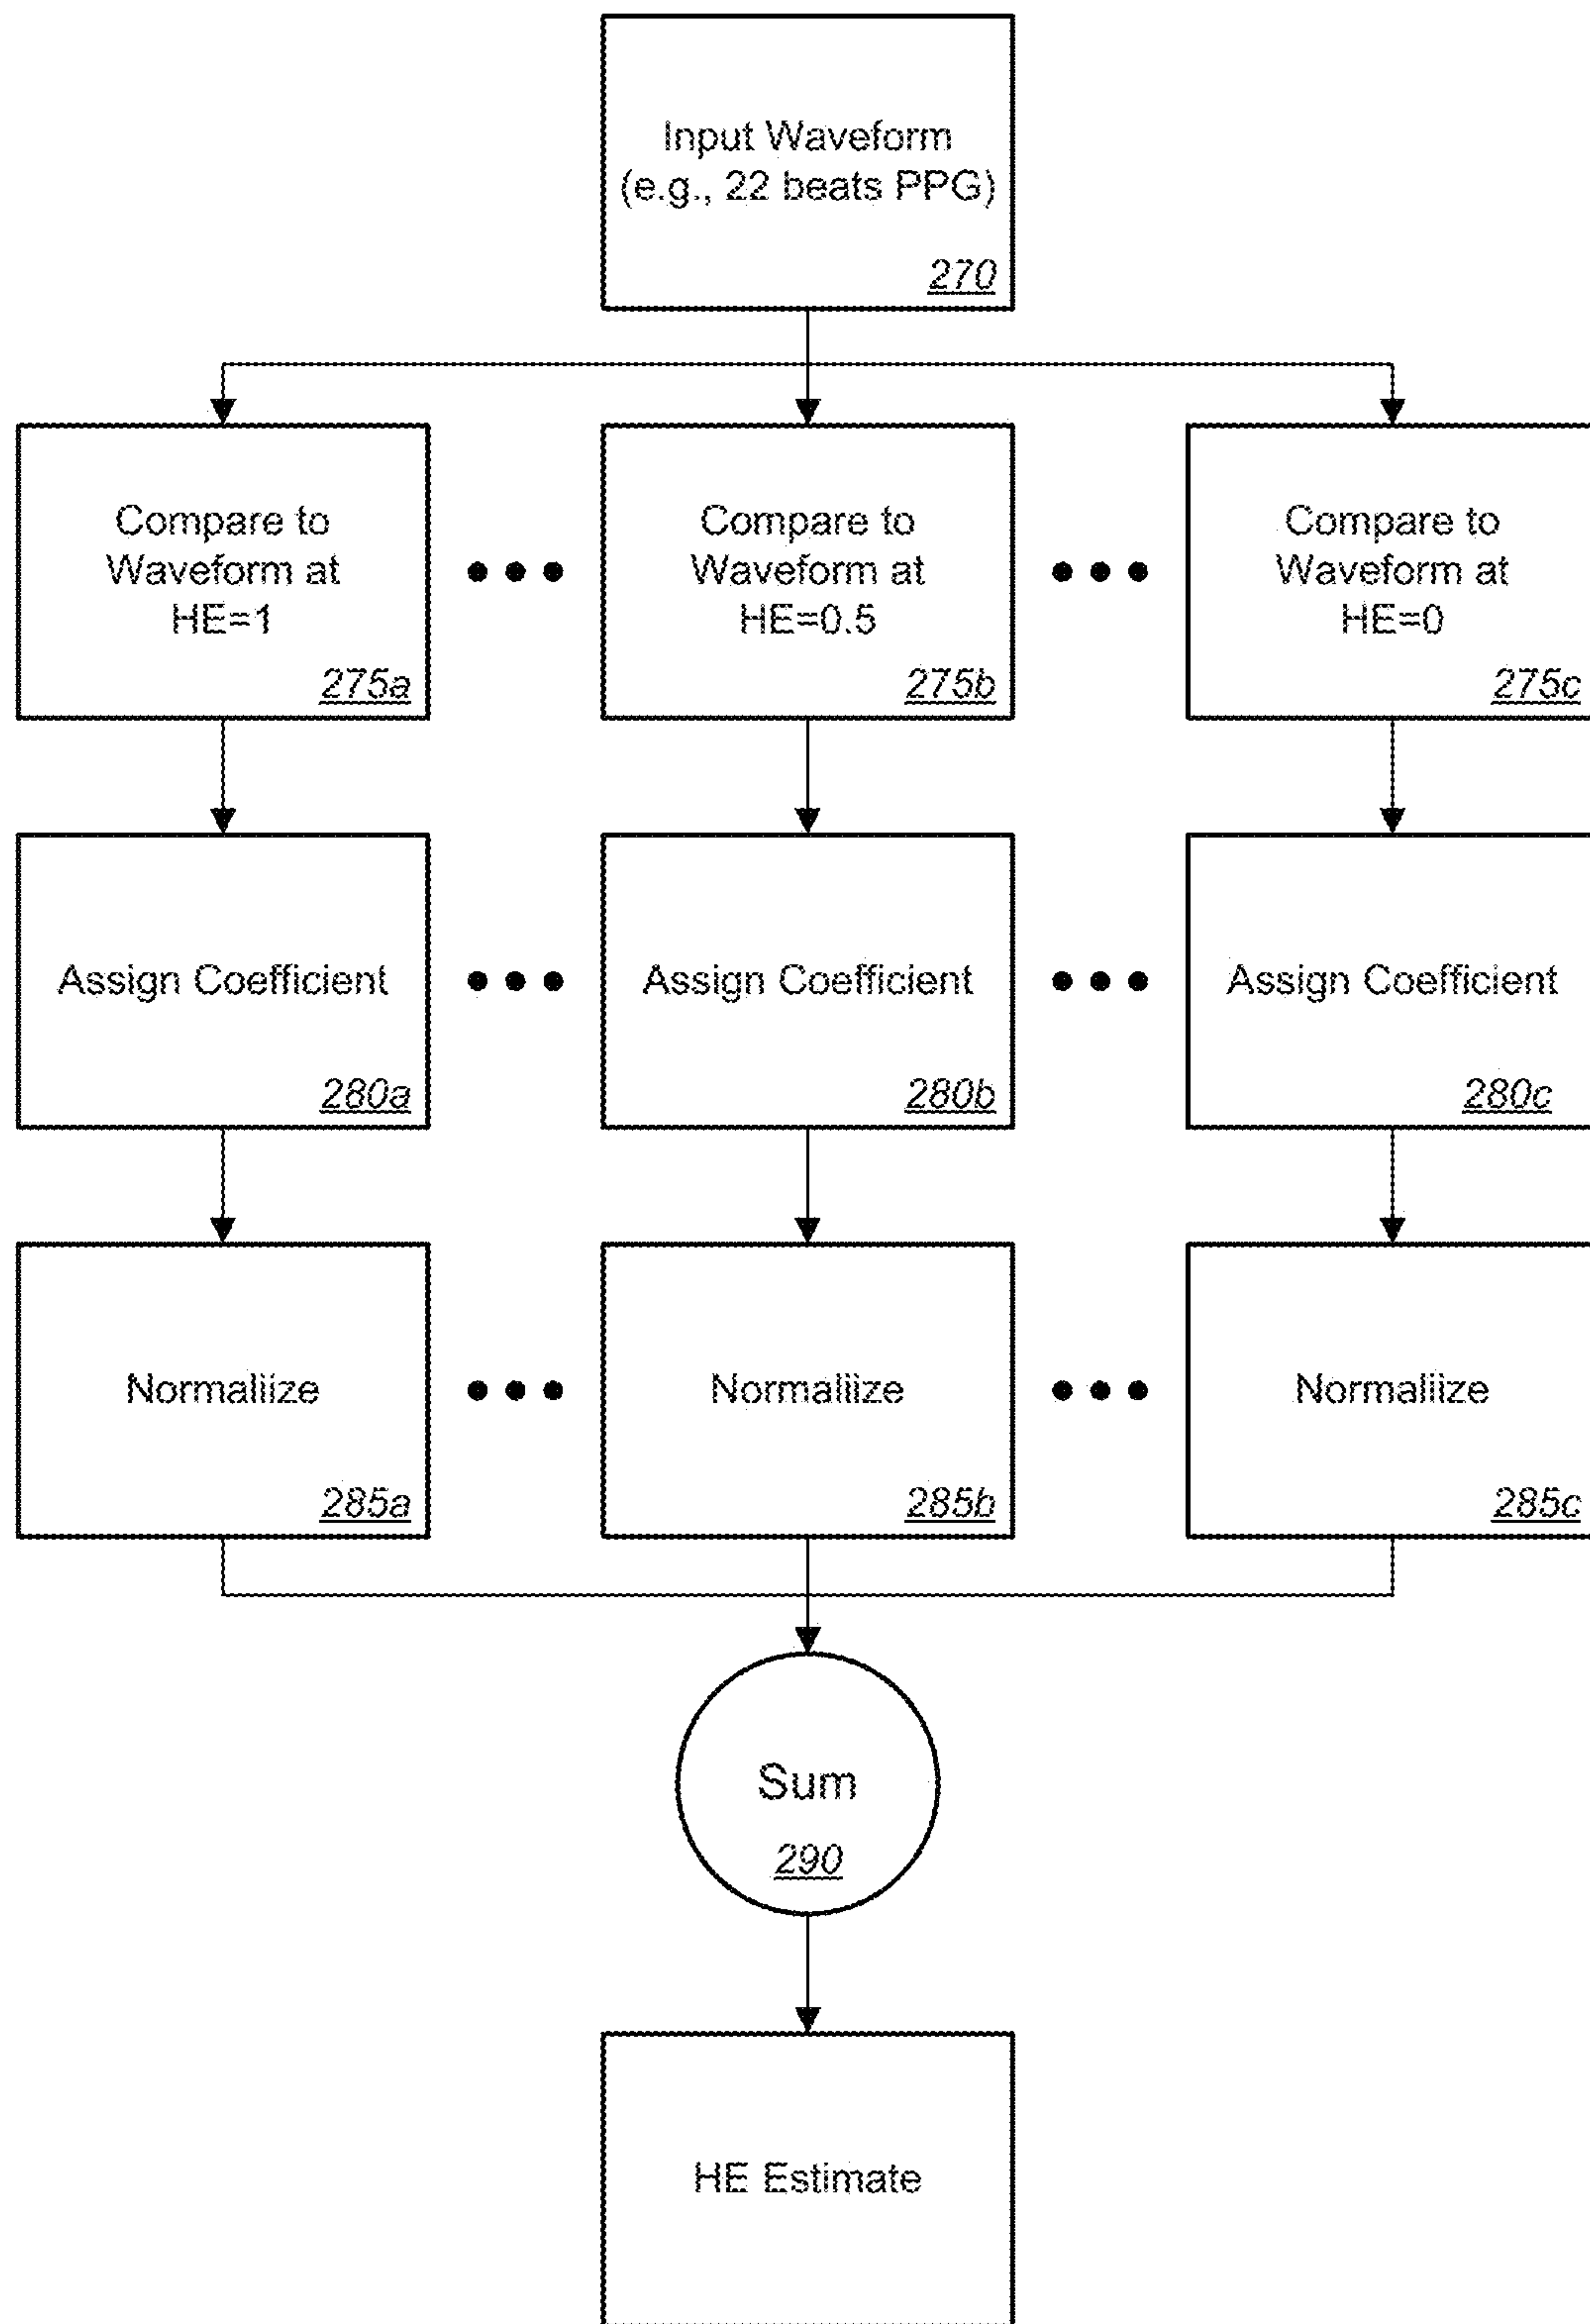 Input Waveform
(e.g., 22 beats PPG)
270
Compare to
Waveform at
HE=1
275a
Compare to
Waveform at
HE=0.5
275b
Compare to
Waveform at
HE=0
275c
Assign Coefficient
280a
Assign Coefficient
280b
Assign Coefficient
280c
Normaliize
285a
Normaliize
285b
Normaliize
285c
Sum
290
HE Estimate